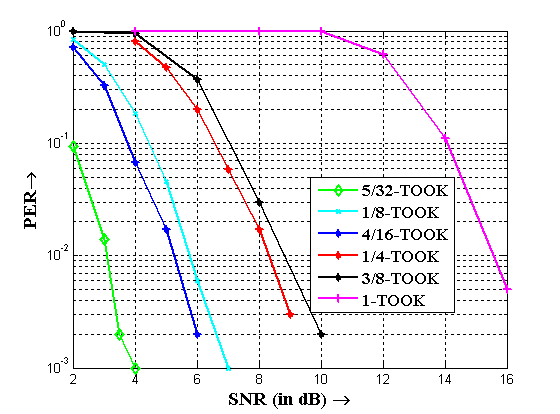 10^0
10^-1
10^-2
10^-3
PER→
5/32-TOOK
1/8-TOOK
4/16-TOOK
1/4-TOOK
3/8-TOOK
1-TOOK
2 4 6 8 10 12 14 16
SNR (in dB) →